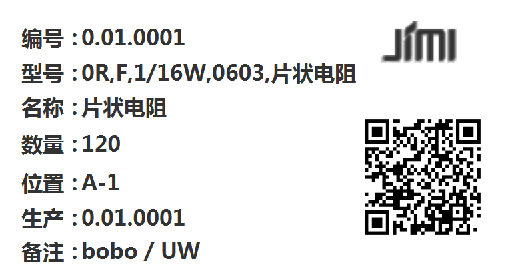 编号：0.01.0001
JIMI
型号：0R,F,1/16W,0603,片状电阻
名称：片状电阻
数量：120
位置：A-1
生产：0.01.0001
备注：bobo / UW